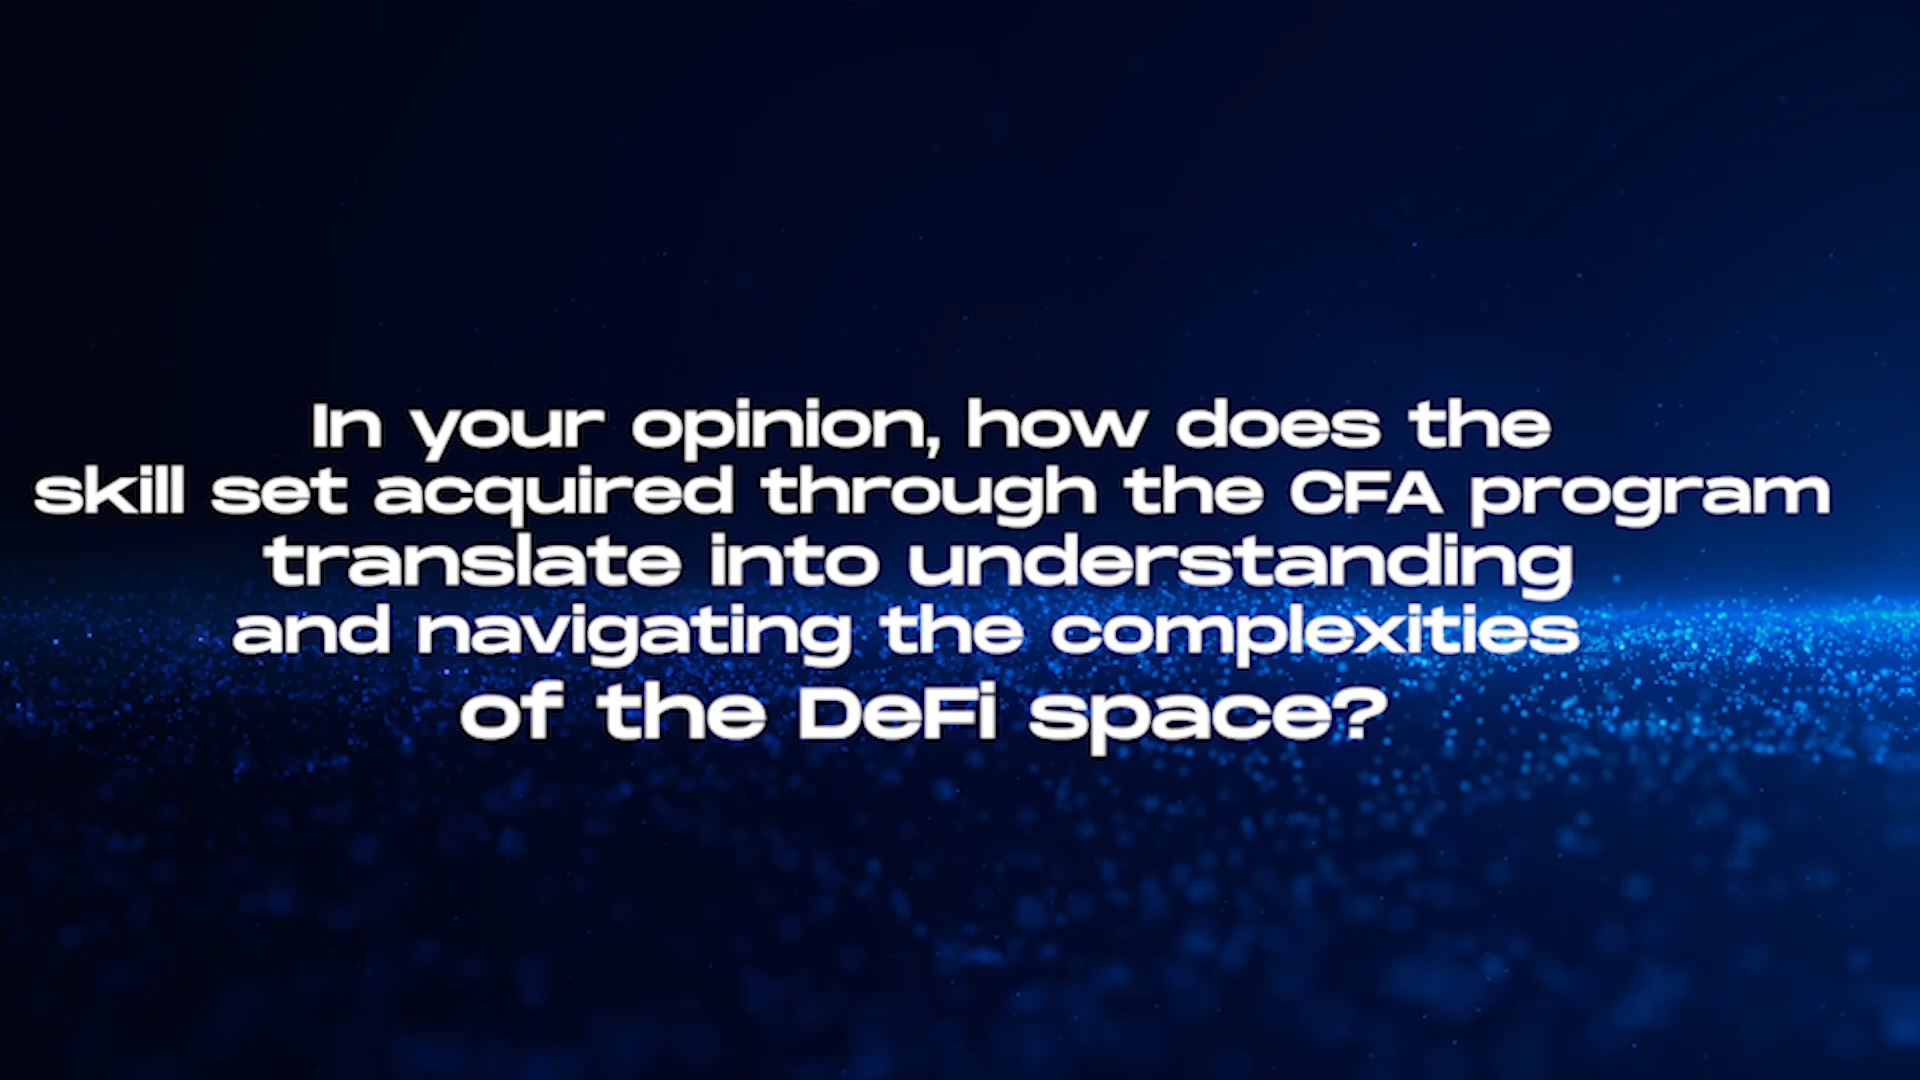 In your opinion, how does the
skill set acquired through the CFA program
translate into understanding
and navigating the complexities
of the DeFi space?